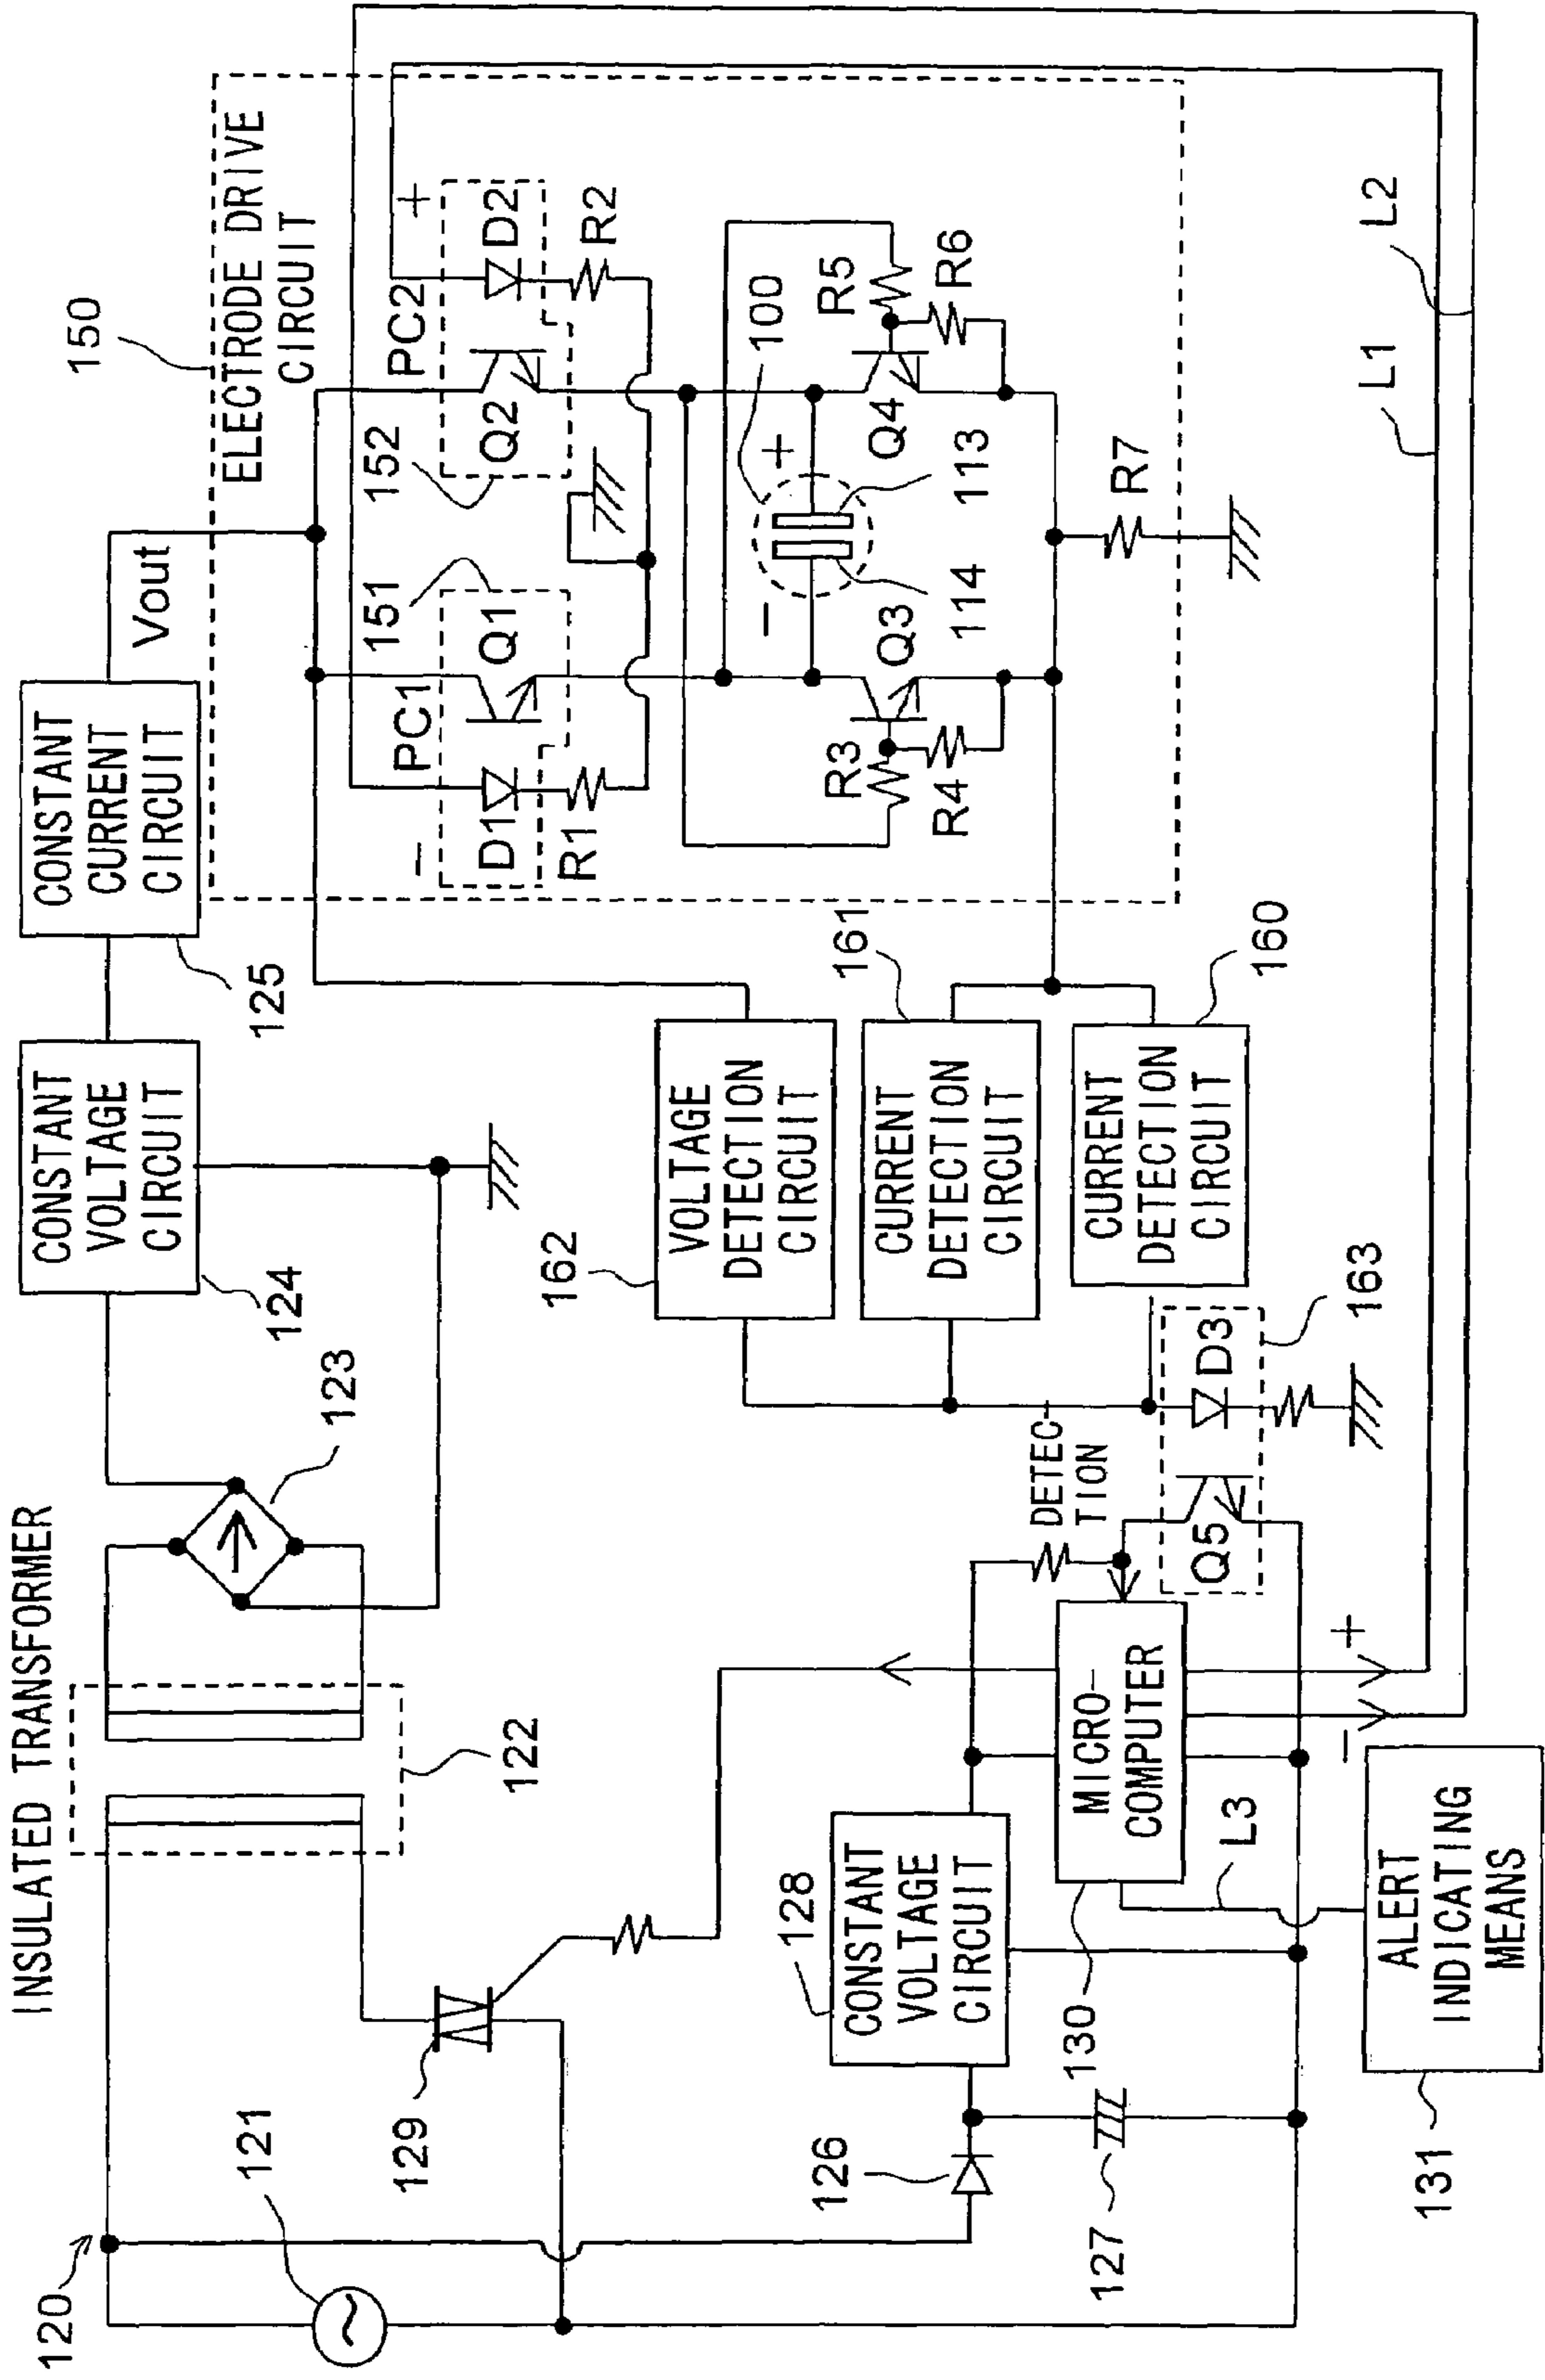 INSULATED TRANSFORMER
120
121
122
123
124
CONSTANT
VOLTAGE
CIRCUIT
125
CONSTANT
CURRENT
CIRCUIT
Vout
150
ELECTRODE DRIVE
CIRCUIT
129
PC1
151
152
PC2
−
+
D1
Q1
Q2
D2
R1
R2
100
−
+
114
113
R3
R4
Q3
Q4
R5
R6
R7
162
VOLTAGE
DETECTION
CIRCUIT
161
CURRENT
DETECTION
CIRCUIT
160
CURRENT
DETECTION
CIRCUIT
126
127
128
CONSTANT
VOLTAGE
CIRCUIT
130
MICRO-
COMPUTER
DETEC-
TION
Q5
D3
163
−
+
L3
L1
L2
131
ALERT
INDICATING
MEANS